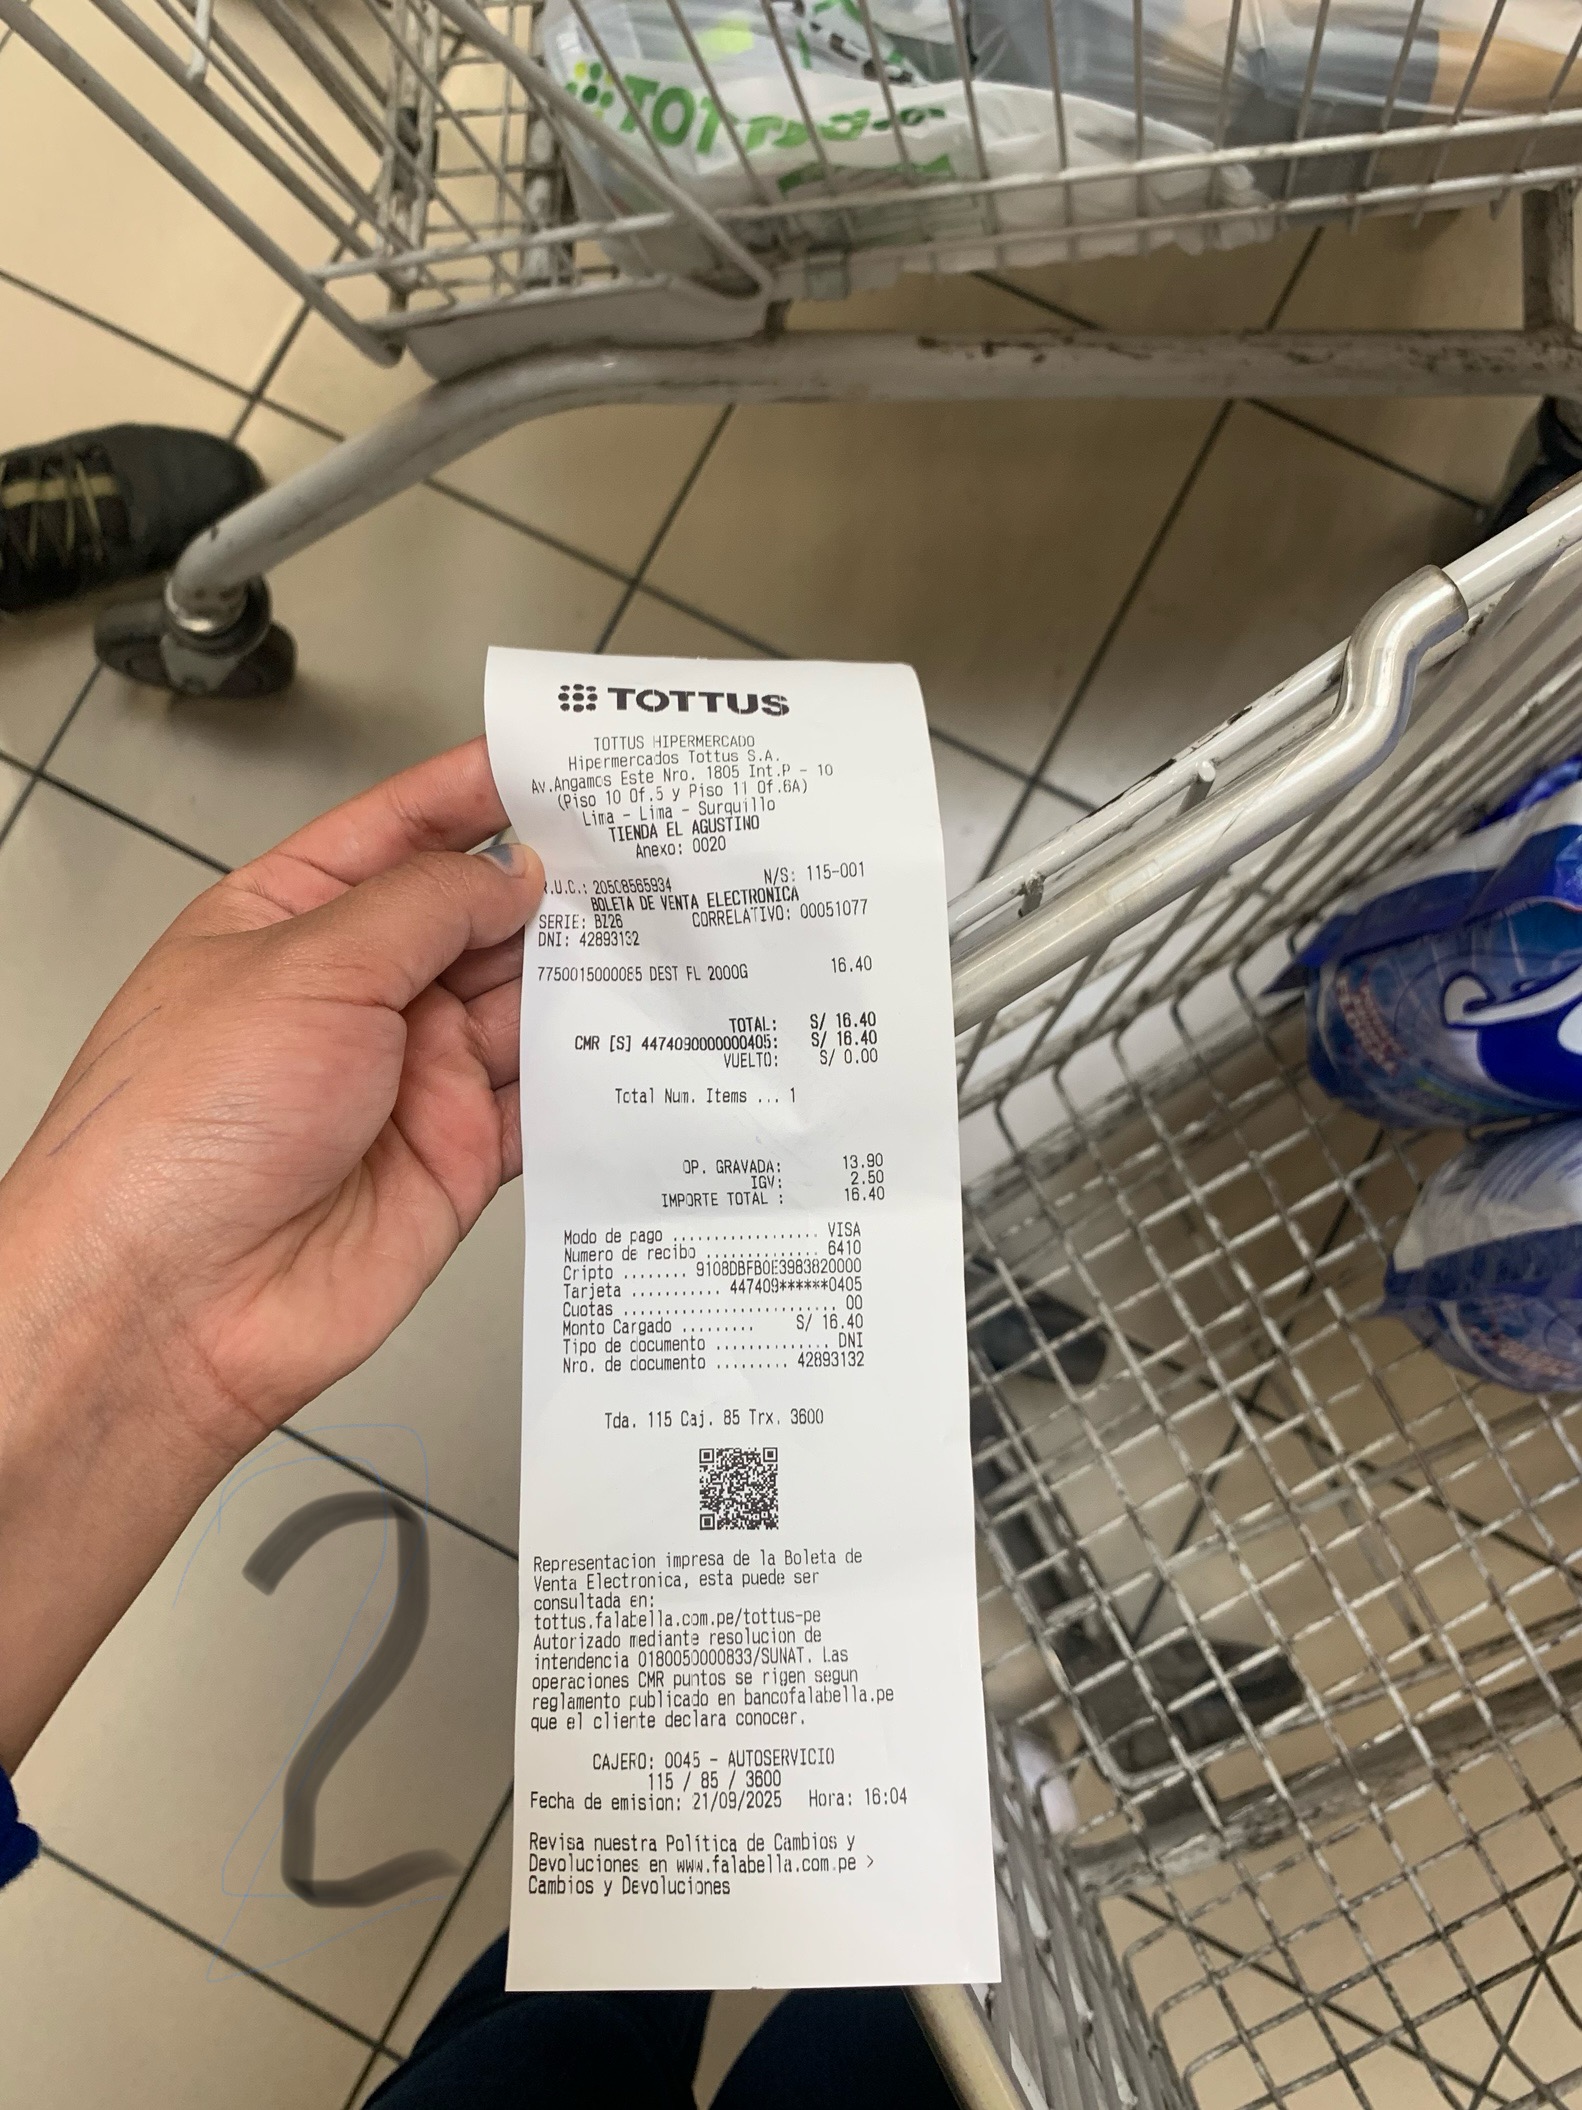 TOTTUS
TOTTUS
TOTTUS HIPERMERCADO
Hipermercados Tottus S.A.
Av.Angamos Este Nro. 1805 Int.P - 10
(Piso 10 Of.5 y Piso 11 Of.6A)
Lima - Lima - Surquillo
TIENDA EL AGUSTINO
Anexo: 0020
R.U.C.: 20508565934 N/S: 115-001
BOLETA DE VENTA ELECTRONICA
SERIE: BZ26 CORRELATIVO: 00051077
DNI: 42893132
7750015000085 DEST FL 2000G 16.40
TOTAL: S/ 16.40
CMR [S] 4474090000000405: S/ 16.40
VUELTO: S/ 0.00
Total Num. Items ... 1
OP. GRAVADA: 13.90
IGV: 2.50
IMPORTE TOTAL : 16.40
Modo de pago .................. VISA
Numero de recibo .............. 6410
Cripto ........ 9108DBFB0E3983820000
Tarjeta ........... 447409******0405
Cuotas .......................... 00
Monto Cargado ......... S/ 16.40
Tipo de documento .............. DNI
Nro. de documento ......... 42893132
Tda. 115 Caj. 85 Trx. 3600
Representacion impresa de la Boleta de
Venta Electronica, esta puede ser
consultada en:
tottus.falabella.com.pe/tottus-pe
Autorizado mediante resolucion de
intendencia 0180050000833/SUNAT. Las
operaciones CMR puntos se rigen segun
reglamento publicado en bancofalabella.pe
que el cliente declara conocer.
CAJERO: 0045 - AUTOSERVICIO
115 / 85 / 3600
Fecha de emision: 21/09/2025 Hora: 16:04
Revisa nuestra Política de Cambios y
Devoluciones en www.falabella.com.pe >
Cambios y Devoluciones
2